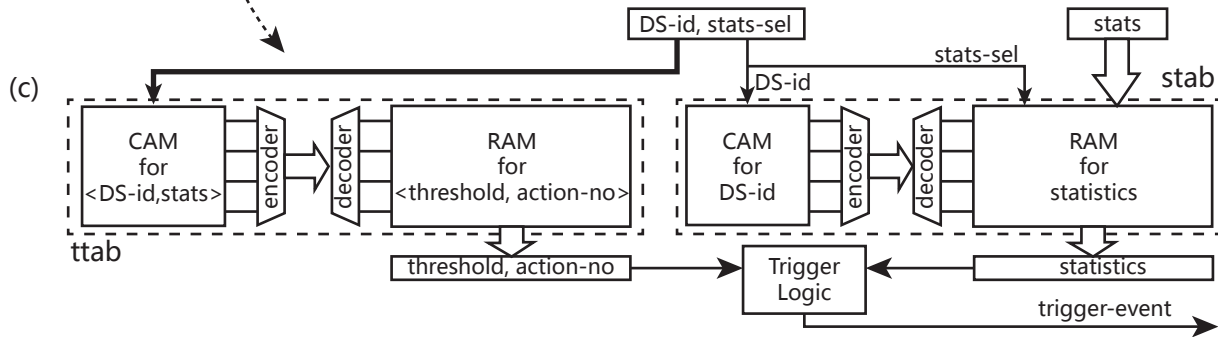 DS-id, stats-sel
stats
(c)
stats-sel
DS-id
stab
CAM
for
<DS-id,stats>
encoder
decoder
RAM
for
<threshold, action-no>
CAM
for
DS-id
encoder
decoder
RAM
for
statistics
ttab
threshold, action-no
Trigger
Logic
statistics
trigger-event